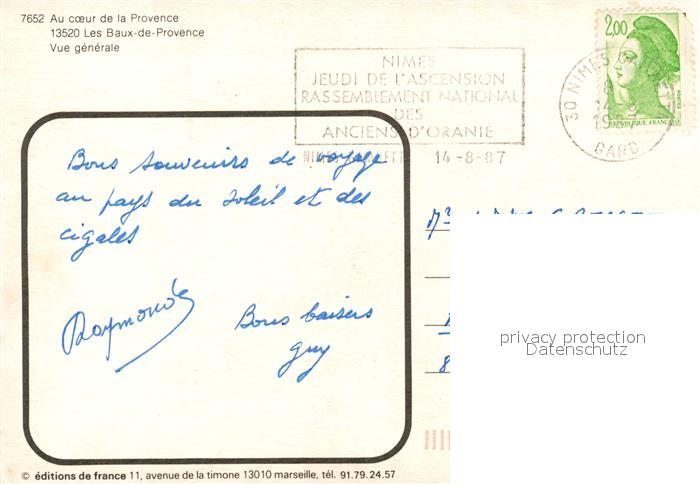 7652 Au cœur de la Provence
13520 Les Baux-de-Provence
Vue générale
NIMES
JEUDI DE L'ASCENSION
RASSEMBLEMENT NATIONAL
DES
ANCIENS D'ORANIE
14-8-87
2,00
POSTES
REPUBLIQUE FRANÇAISE
30 NIMES
GARD
Bons souvenirs de voyage
au pays du soleil et des
cigales
Raymonde
Bons baisers
guy
privacy protection
Datenschutz
© éditions de france 11, avenue de la timone 13010 marseille, tél. 91.79.24.57